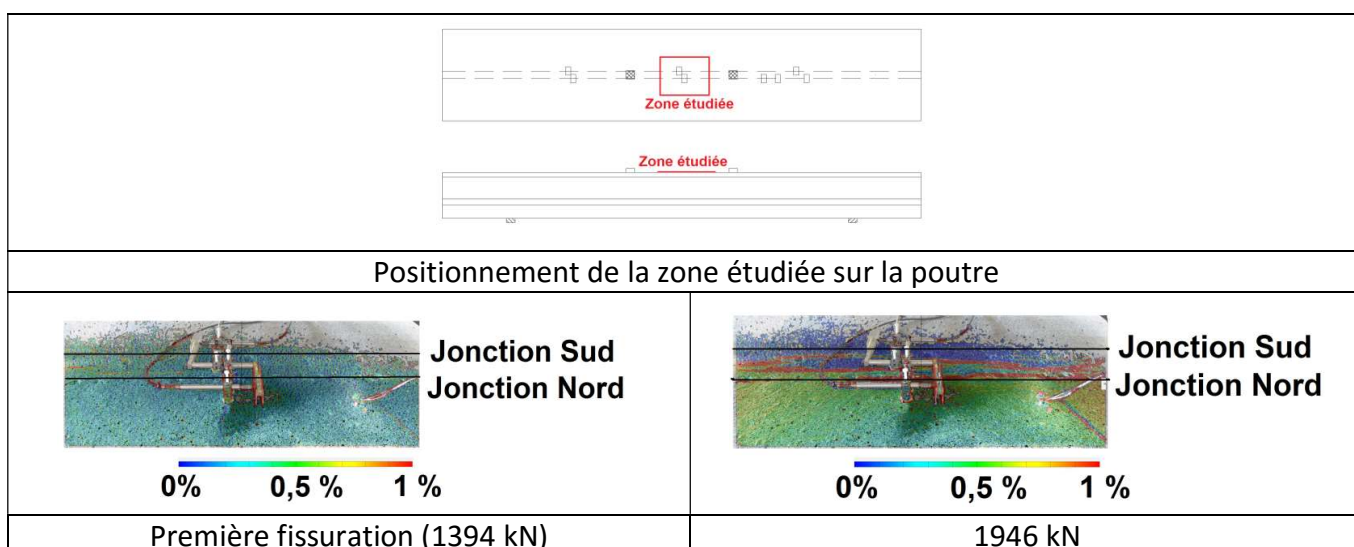 Zone étudiée
Zone étudiée
Positionnement de la zone étudiée sur la poutre
Jonction Sud
Jonction Nord
0% 0,5 % 1 %
Jonction Sud
Jonction Nord
0% 0,5 % 1 %
Première fissuration (1394 kN)
1946 kN